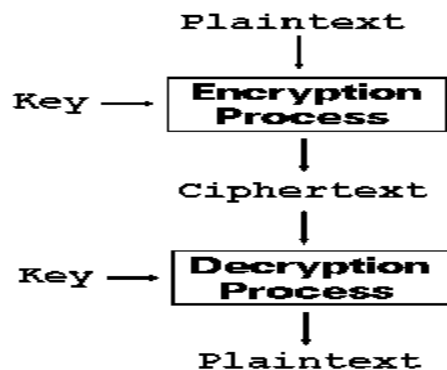 Plaintext
Key
Encryption
Process
Ciphertext
Key
Decryption
Process
Plaintext